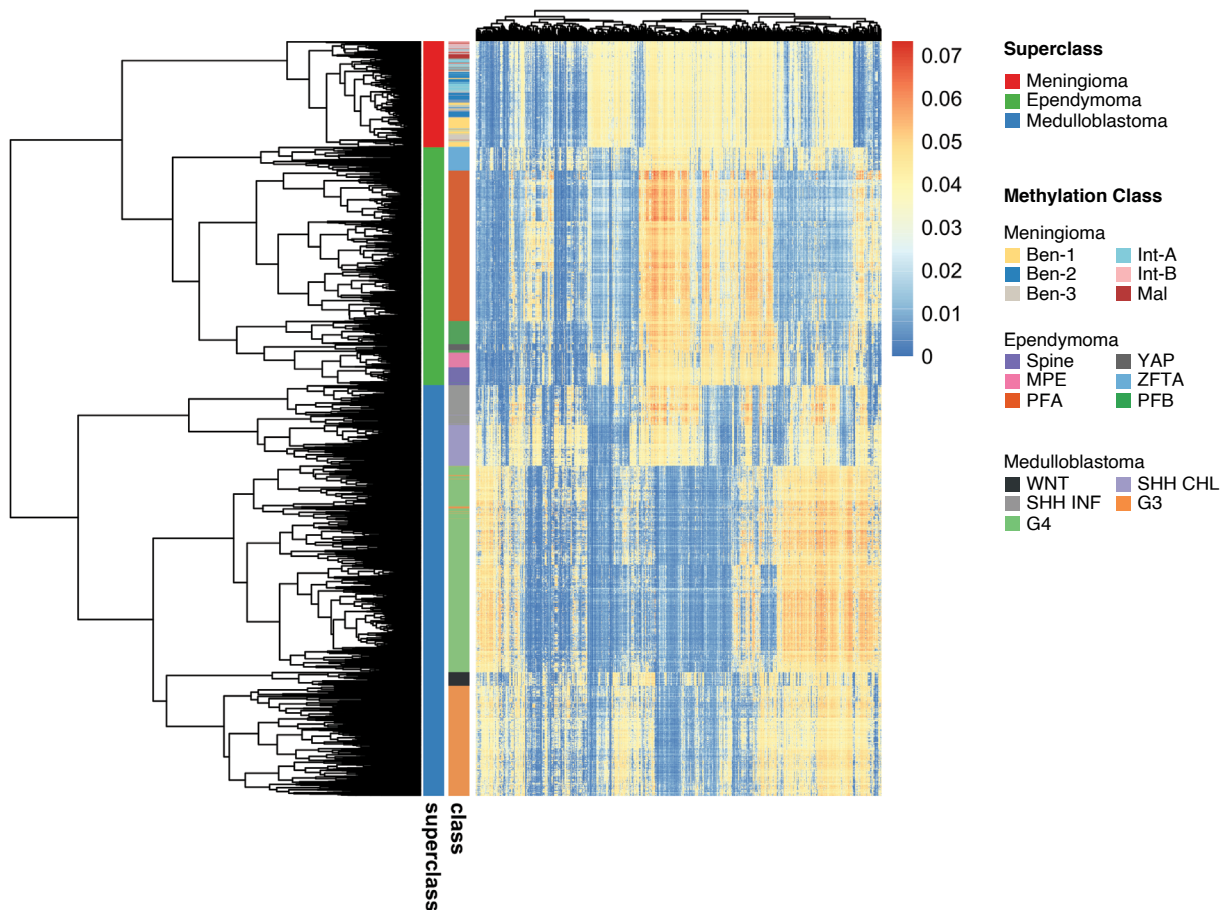 0.07
0.06
0.05
0.04
0.03
0.02
0.01
0
superclass
class
Superclass
Meningioma
Ependymoma
Medulloblastoma
Methylation Class
Meningioma
Ben-1 Int-A
Ben-2 Int-B
Ben-3 Mal
Ependymoma
Spine YAP
MPE ZFTA
PFA PFB
Medulloblastoma
WNT SHH CHL
SHH INF G3
G4